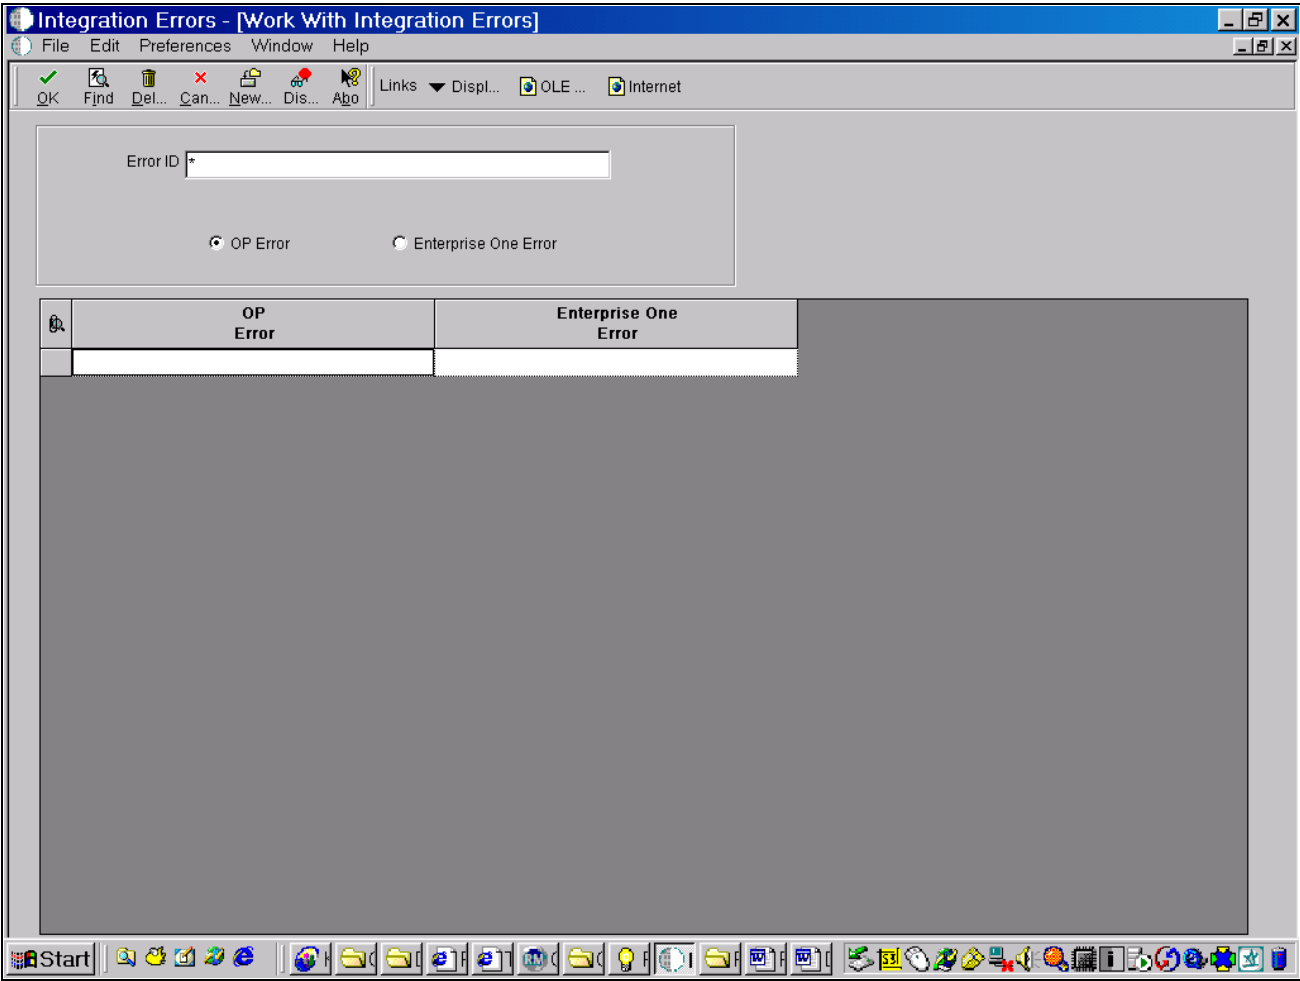 Integration Errors - [Work With Integration Errors]
File Edit Preferences Window Help
OK Find Del... Can... New... Dis... Abo Links Displ... OLE ... Internet
Error ID *
OP Error Enterprise One Error
OP Error Enterprise One Error
Start